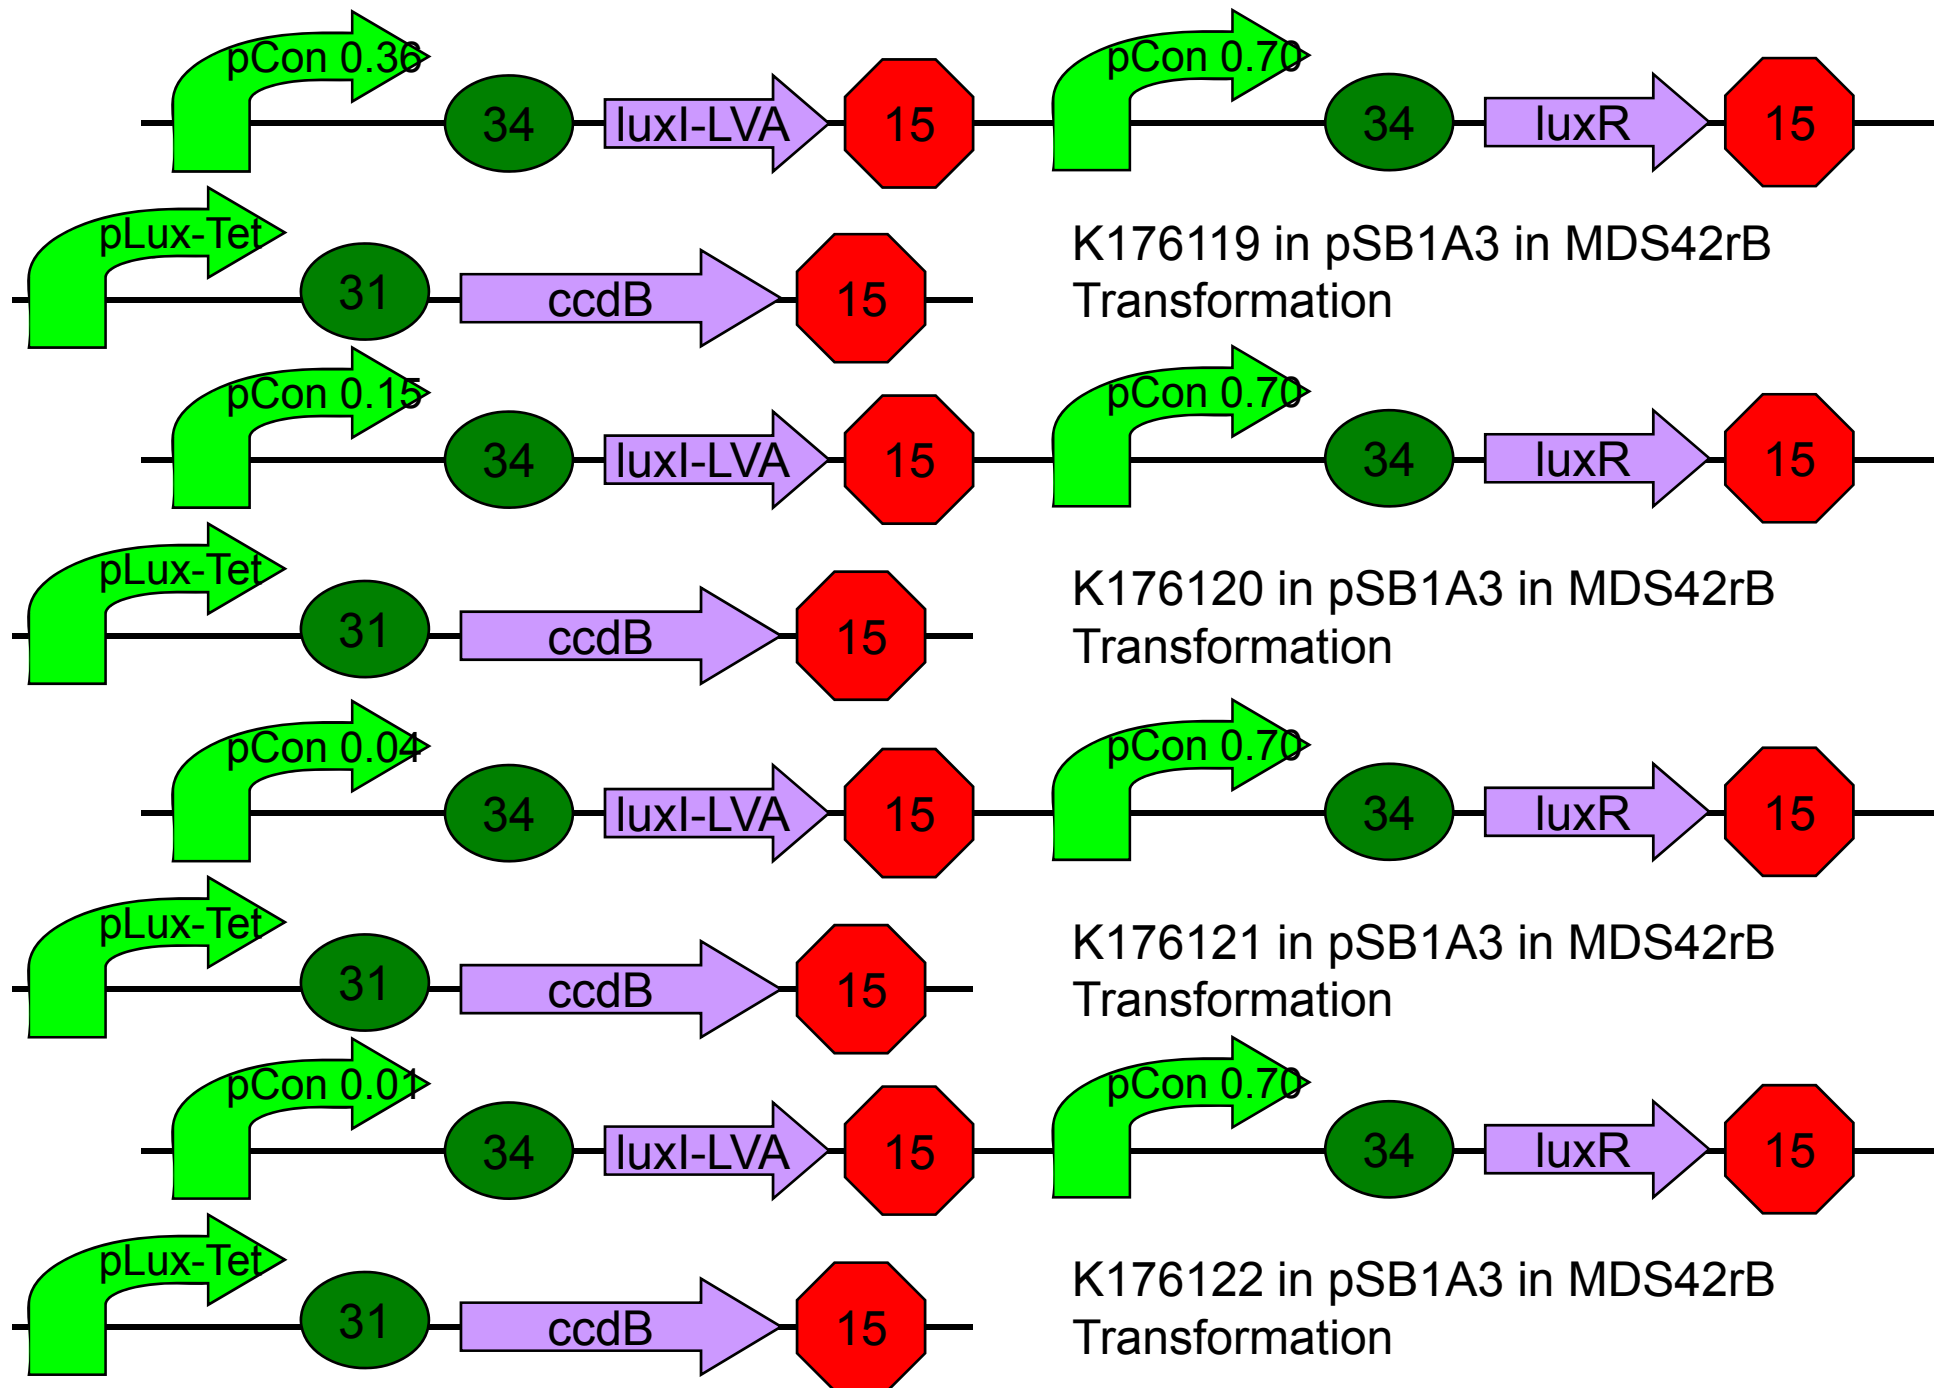 pCon 0.36 34 luxI-LVA 15 pCon 0.70 34 luxR 15
pLux-Tet 31 ccdB 15 K176119 in pSB1A3 in MDS42rB
Transformation
pCon 0.15 34 luxI-LVA 15 pCon 0.70 34 luxR 15
pLux-Tet 31 ccdB 15 K176120 in pSB1A3 in MDS42rB
Transformation
pCon 0.04 34 luxI-LVA 15 pCon 0.70 34 luxR 15
pLux-Tet 31 ccdB 15 K176121 in pSB1A3 in MDS42rB
Transformation
pCon 0.01 34 luxI-LVA 15 pCon 0.70 34 luxR 15
pLux-Tet 31 ccdB 15 K176122 in pSB1A3 in MDS42rB
Transformation